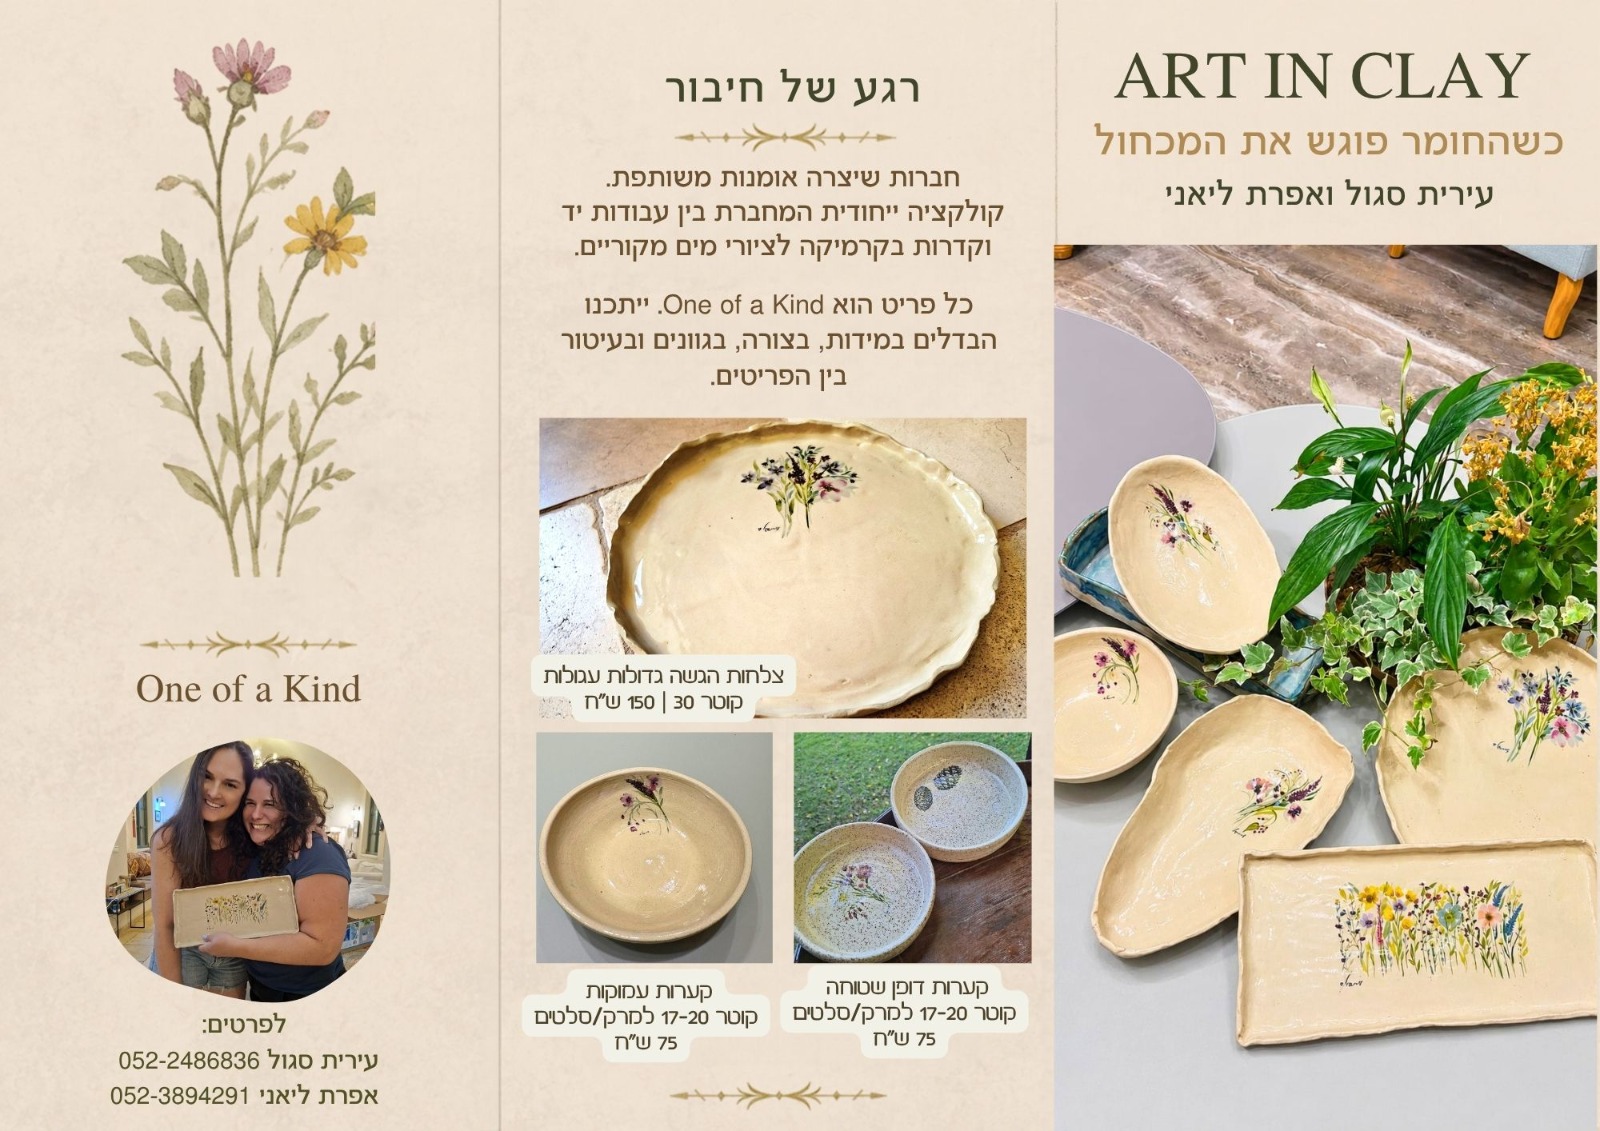 ART IN CLAY
כשהחומר פוגש את המכחול
עירית סגול ואפרת ליאני
רגע של חיבור
חברות שיצרה אומנות משותפת.
קולקציה ייחודית המחברת בין עבודות יד
וקדרות בקרמיקה לציורי מים מקוריים.
כל פריט הוא One of a Kind. ייתכנו
הבדלים במידות, בצורה, בגוונים ובעיטור
בין הפריטים.
צלחות הגשה גדולות עגולות
קוטר 30 | 150 ש"ח
קערות דופן שטוחה
קוטר 17-20 למרק/סלטים
75 ש"ח
קערות עמוקות
קוטר 17-20 למרק/סלטים
75 ש"ח
One of a Kind
לפרטים:
עירית סגול 052-2486836
אפרת ליאני 052-3894291